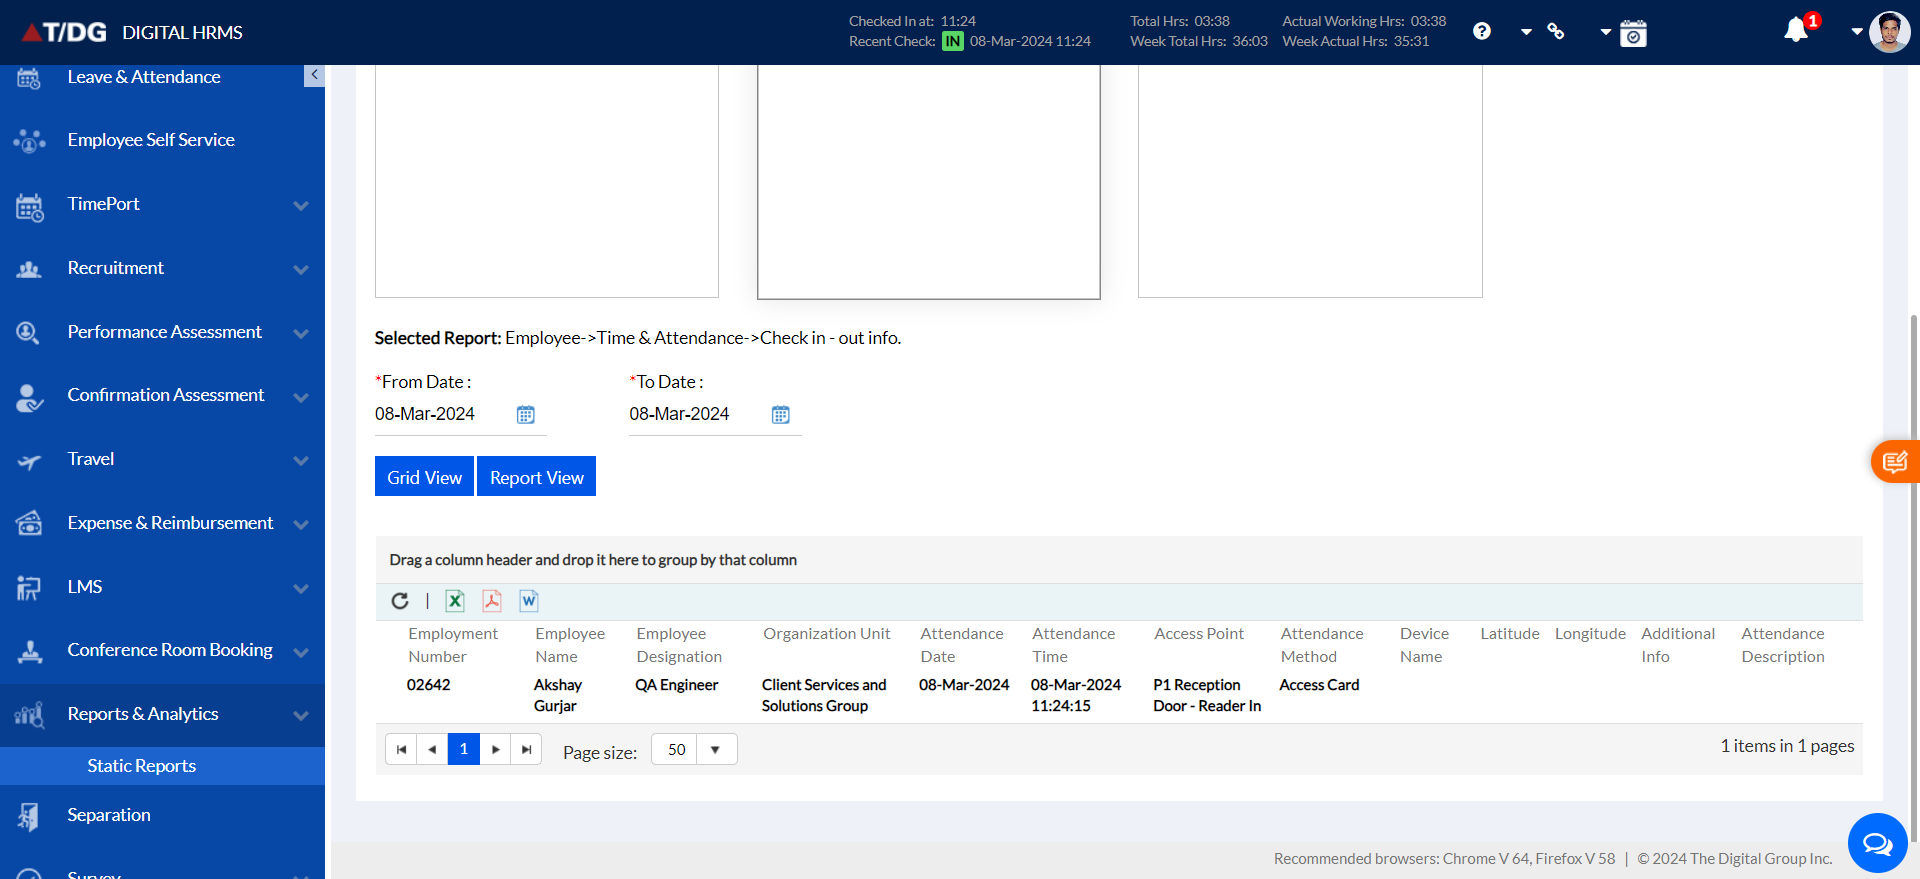 T/DG DIGITAL HRMS
Checked In at: 11:24
Recent Check: IN 08-Mar-2024 11:24
Total Hrs: 03:38
Week Total Hrs: 36:03
Actual Working Hrs: 03:38
Week Actual Hrs: 35:31
?
1
Leave & Attendance
<
Employee Self Service
TimePort
Recruitment
Performance Assessment
Confirmation Assessment
Travel
Expense & Reimbursement
LMS
Conference Room Booking
Reports & Analytics
Static Reports
Separation
Survey
Selected Report: Employee->Time & Attendance->Check in - out info.
*From Date :
08-Mar-2024
*To Date :
08-Mar-2024
Grid View
Report View
Drag a column header and drop it here to group by that column
| X W
Employment Number
Employee Name
Employee Designation
Organization Unit
Attendance Date
Attendance Time
Access Point
Attendance Method
Device Name
Latitude
Longitude
Additional Info
Attendance Description
02642
Akshay Gurjar
QA Engineer
Client Services and Solutions Group
08-Mar-2024
08-Mar-2024 11:24:15
P1 Reception Door - Reader In
Access Card
1
Page size: 50
1 items in 1 pages
Recommended browsers: Chrome V 64, Firefox V 58 | © 2024 The Digital Group Inc.